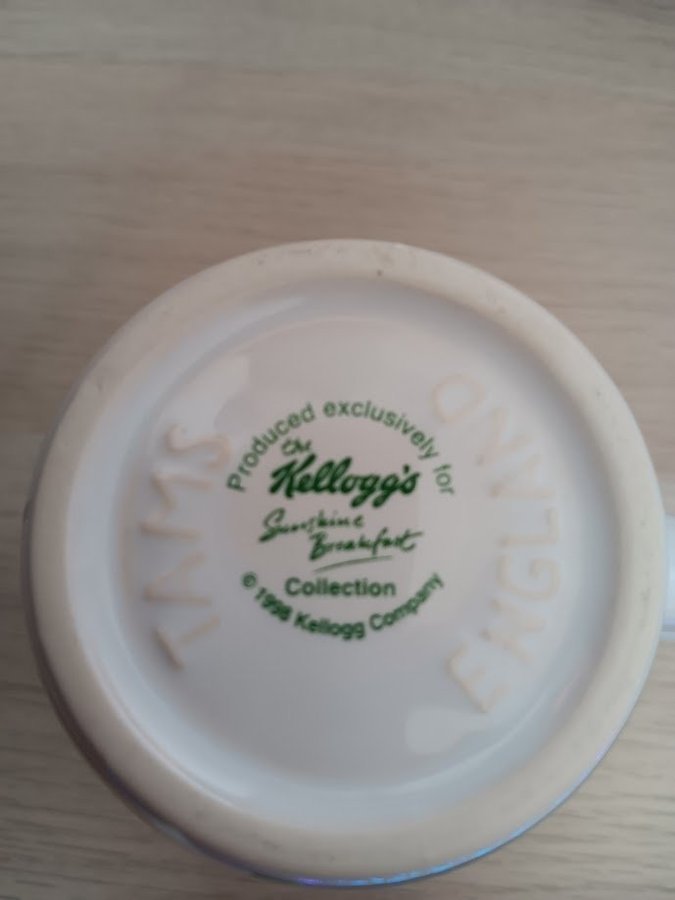 Produced exclusively for
the
Kellogg's
Sunshine
Breakfast
Collection
© 1998 Kellogg Company
TAMS
ENGLAND